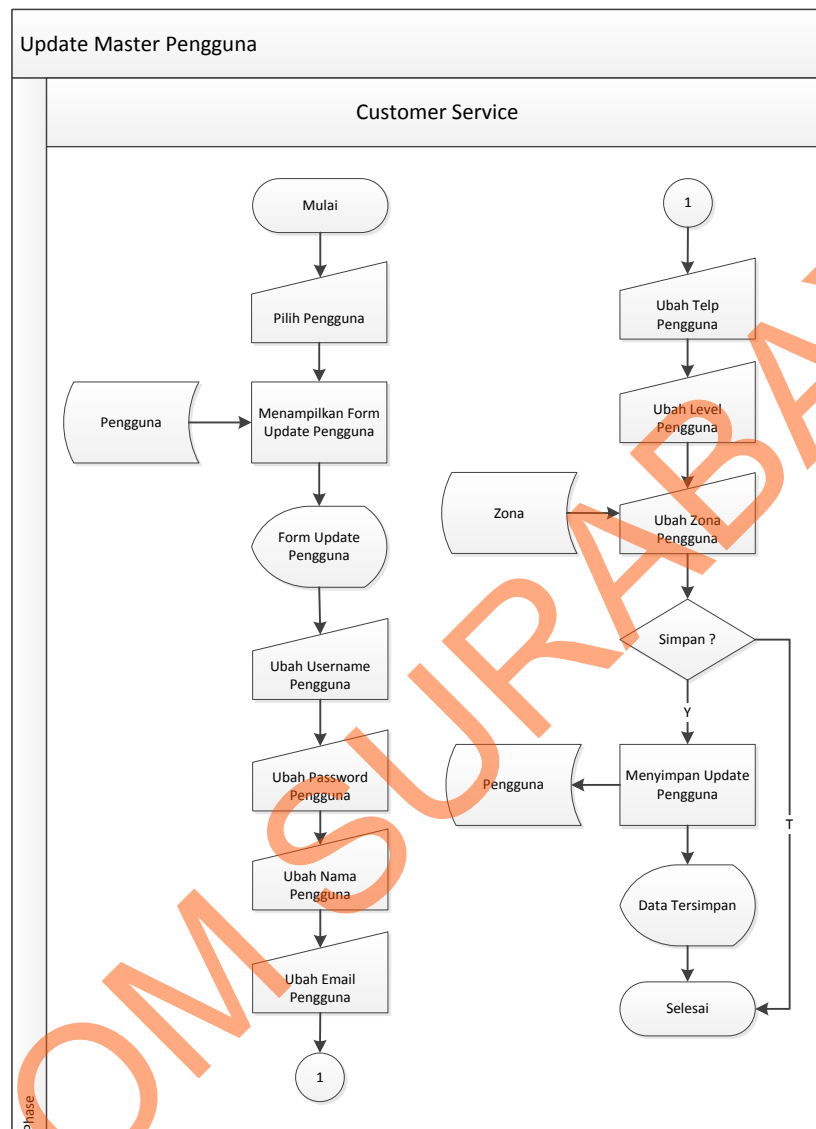 Update Master Pengguna
Customer Service
Mulai
Pilih Pengguna
Pengguna
Menampilkan Form
Update Pengguna
Form Update
Pengguna
Ubah Username
Pengguna
Ubah Password
Pengguna
Ubah Nama
Pengguna
Ubah Email
Pengguna
1
1
Ubah Telp
Pengguna
Ubah Level
Pengguna
Zona
Ubah Zona
Pengguna
Simpan ?
Y
T
Menyimpan Update
Pengguna
Pengguna
Data Tersimpan
Selesai
Phase
OM SURABA